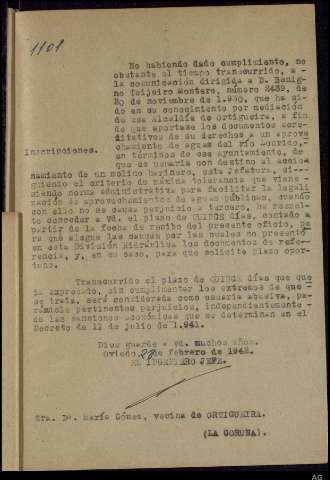 1101
No habiendo dado cumplimiento, no
obstante el tiempo transcurrido, a
la comunicación dirigida a D. Benig-
no Teijeiro Montero, número 2439, de
20 de noviembre de 1.950, que ha si-
do en su conocimiento por mediación
de esa Alcaldía de Ortigueira, a fin
de que aportase los documentos acre-
ditativos de su derechos a un aprove
Inscripciones. chamiento de aguas del río Lourido,
en términos de ese ayuntamiento, de
que es usuaria con destino al accio
namiento de un molino harinero, esta Jefatura, si-
guiendo el criterio de máxima tolerancia que viene
siendo norma administrativa para facilitar la legali
zación de aprovechamientos de aguas públicas, cuando
con ello no se causa perjuicio a tercero, ha resuel-
to conceder a vd. el plazo de QUINCE días, contado a
partir de la fecha de recibo del presente oficio, pa
ra que alegue las causas por las cuales no presentó
en esta División Hidráulica los documentos de refe-
rencia, y, en su caso, para que solicite plazo opor-
tuno.
Transcurrido el plazo de QUINCE días que que
da expresado, sin cumplimentar los extremos de que
se trata, será considerada como usuaria abusiva, pa-
rándole pertinentes perjuicios, independientemente
de las sanciones económicas que se determinan en el
Decreto de 12 de julio de 1.941.
Dios guarde a vd. muchos años.
Oviedo, de febrero de
EL INGENIERO JEFE.
Sra. Dª. María Gómez, vecina de ORTIGUEIRA.
(LA CORUÑA).
AG